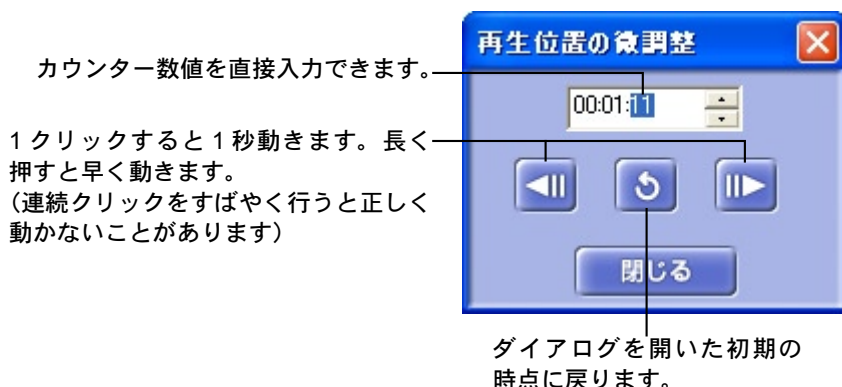 再生位置の微調整
カウンター数値を直接入力できます。
00:01:11
1クリックすると1秒動きます。長く
押すと早く動きます。
（連続クリックをすばやく行うと正しく
動かないことがあります）
閉じる
ダイアログを開いた初期の
時点に戻ります。